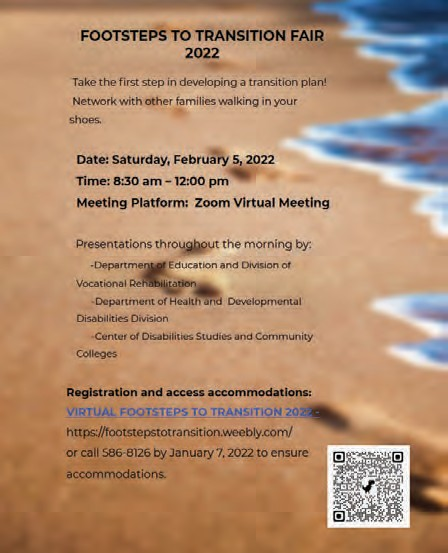 FOOTSTEPS TO TRANSITION FAIR
2022
Take the first step in developing a transition plan!
Network with other families walking in your
shoes.
Date: Saturday, February 5, 2022
Time: 8:30 am – 12:00 pm
Meeting Platform: Zoom Virtual Meeting
Presentations throughout the morning by:
-Department of Education and Division of
Vocational Rehabilitation
-Department of Health and Developmental
Disabilities Division
-Center of Disabilities Studies and Community
Colleges
Registration and access accommodations:
VIRTUAL FOOTSTEPS TO TRANSITION 2022 -
https://footstepstotransition.weebly.com/
or call 586-8126 by January 7, 2022 to ensure
accommodations.